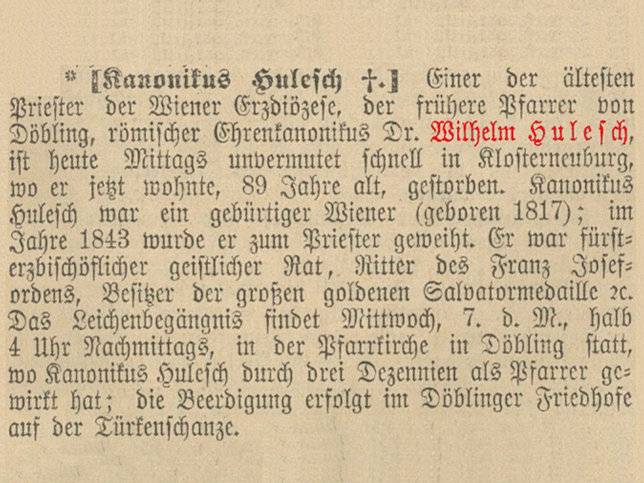 * [Kanonikus Hulesch †.] Einer der ältesten
Priester der Wiener Erzdiözese, der frühere Pfarrer von
Döbling, römischer Ehrenkanonikus Dr. Wilhelm Hulesch,
ist heute Mittags unvermutet schnell in Klosterneuburg,
wo er jetzt wohnte, 89 Jahre alt, gestorben. Kanonikus
Hulesch war ein gebürtiger Wiener (geboren 1817); im
Jahre 1843 wurde er zum Priester geweiht. Er war fürst-
erzbischöflicher geistlicher Rat, Ritter des Franz Josef-
ordens, Besitzer der großen goldenen Salvatormedaille ꝛc.
Das Leichenbegängnis findet Mittwoch, 7. d. M., halb
4 Uhr Nachmittags, in der Pfarrkirche in Döbling statt,
wo Kanonikus Hulesch durch drei Dezennien als Pfarrer ge-
wirkt hat; die Beerdigung erfolgt im Döblinger Friedhofe
auf der Türkenschanze.